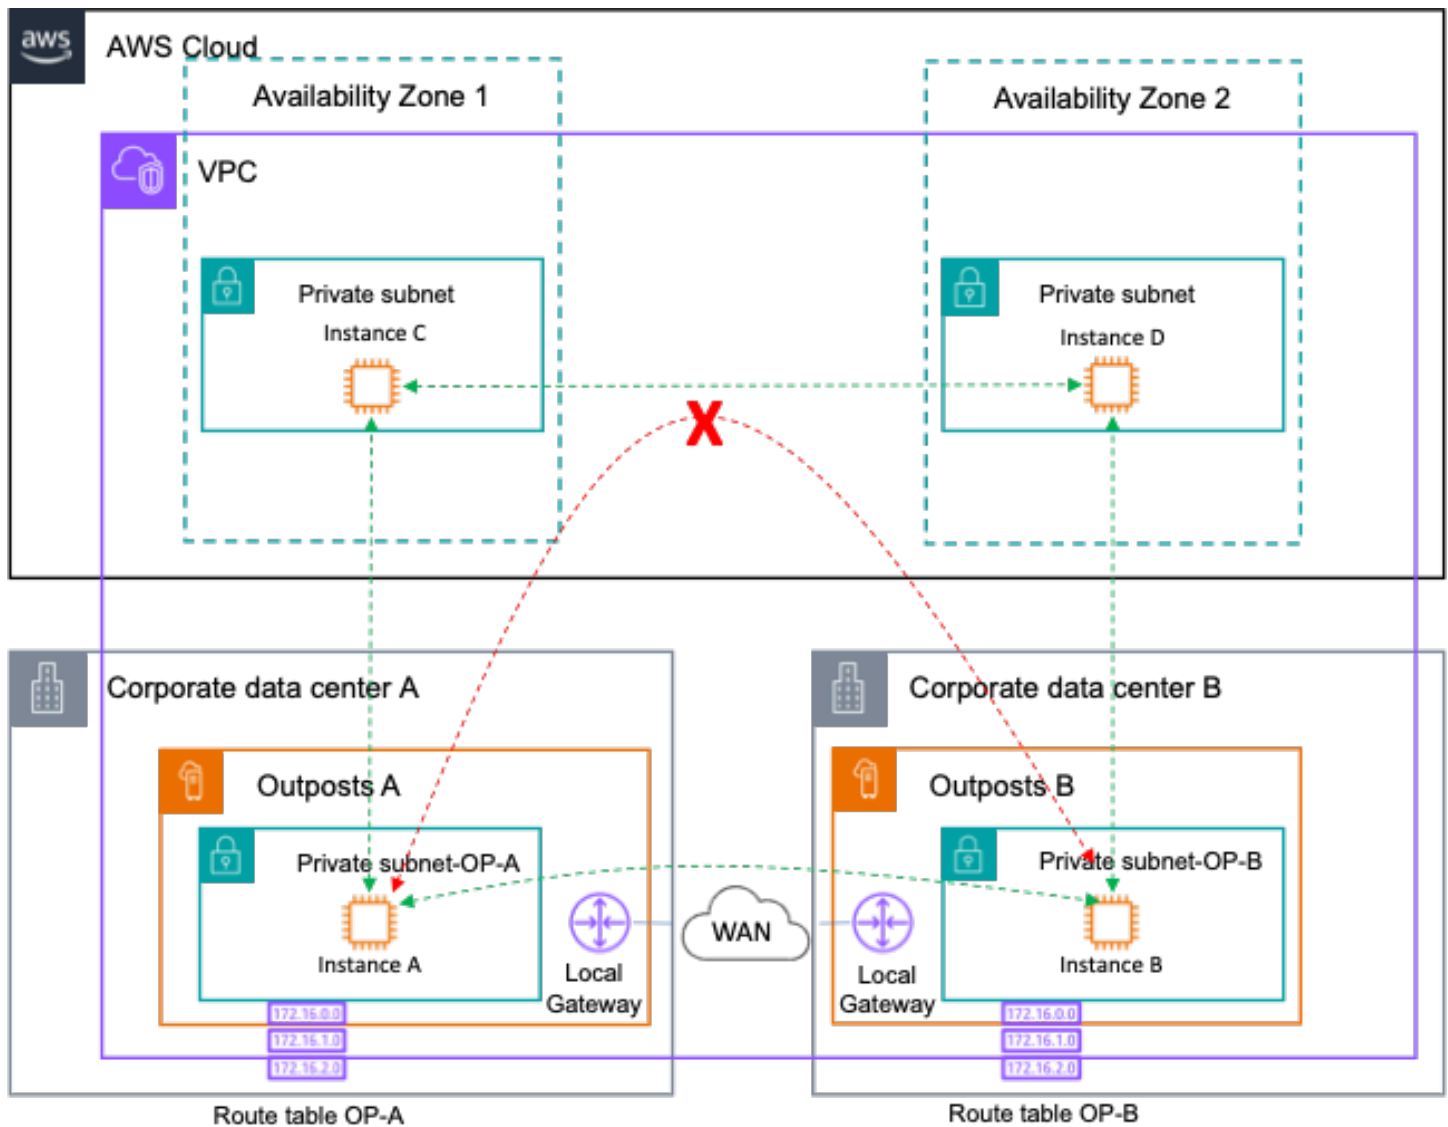 aws
AWS Cloud
Availability Zone 1
Availability Zone 2
VPC
Private subnet
Instance C
Private subnet
Instance D
X
Corporate data center A
Corporate data center B
Outposts A
Outposts B
Private subnet-OP-A
Private subnet-OP-B
WAN
Instance A
Local
Gateway
Local
Gateway
Instance B
172.16.0.0
172.16.1.0
172.16.2.0
172.16.0.0
172.16.1.0
172.16.2.0
Route table OP-A
Route table OP-B